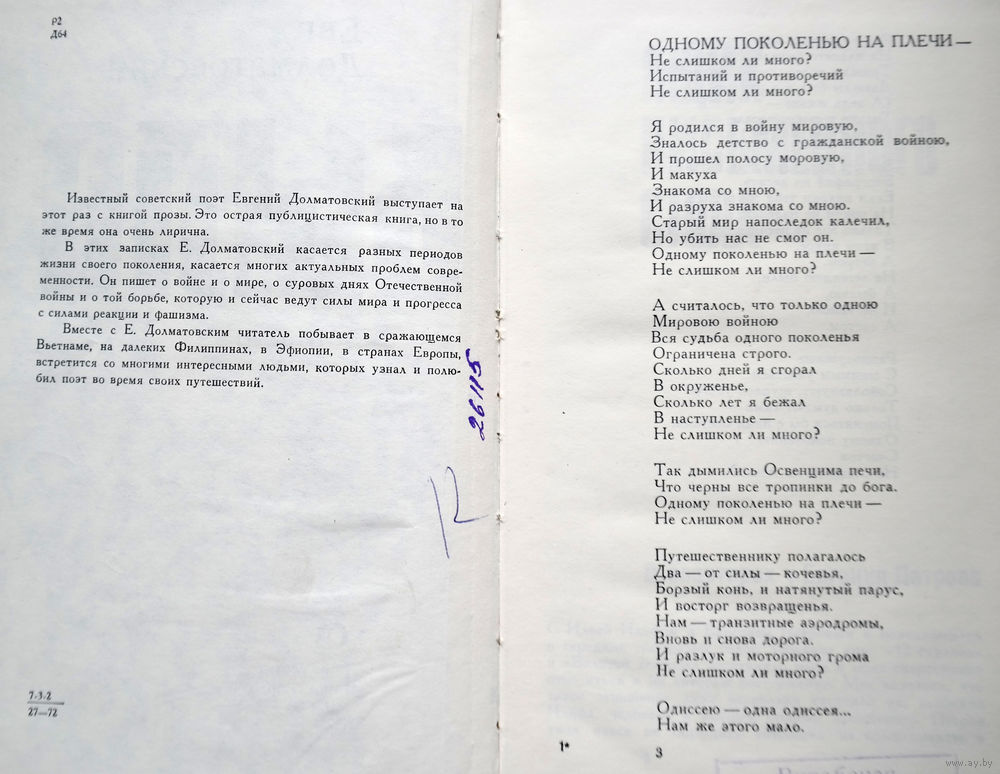 Р2
Д64
Известный советский поэт Евгений Долматовский выступает на
этот раз с книгой прозы. Это острая публицистическая книга, но в то
же время она очень лирична.
В этих записках Е. Долматовский касается разных периодов
жизни своего поколения, касается многих актуальных проблем совре-
менности. Он пишет о войне и о мире, о суровых днях Отечественной
войны и о той борьбе, которую и сейчас ведут силы мира и прогресса
с силами реакции и фашизма.
Вместе с Е. Долматовским читатель побывает в сражающемся
Вьетнаме, на далеких Филиппинах, в Эфиопии, в странах Европы,
встретится со многими интересными людьми, которых узнал и полю-
бил поэт во время своих путешествий.
26115
7-3-2
27—72
ОДНОМУ ПОКОЛЕНЬЮ НА ПЛЕЧИ —
Не слишком ли много?
Испытаний и противоречий
Не слишком ли много?
Я родился в войну мировую,
Зналось детство с гражданской войною,
И прошел полосу моровую,
И макуха
Знакома со мною,
И разруха знакома со мною.
Старый мир напоследок калечил,
Но убить нас не смог он.
Одному поколенью на плечи —
Не слишком ли много?
А считалось, что только одною
Мировою войною
Вся судьба одного поколенья
Ограничена строго.
Сколько дней я сгорал
В окруженье,
Сколько лет я бежал
В наступленье —
Не слишком ли много?
Так дымились Освенцима печи,
Что черны все тропинки до бога.
Одному поколенью на плечи —
Не слишком ли много?
Путешественнику полагалось
Два — от силы — кочевья,
Борзый конь, и натянутый парус,
И восторг возвращенья.
Нам — транзитные аэродромы,
Вновь и снова дорога.
И разлук и моторного грома
Не слишком ли много?
Одиссею — одна одиссея...
Нам же этого мало.
1*
3
www.ay.by